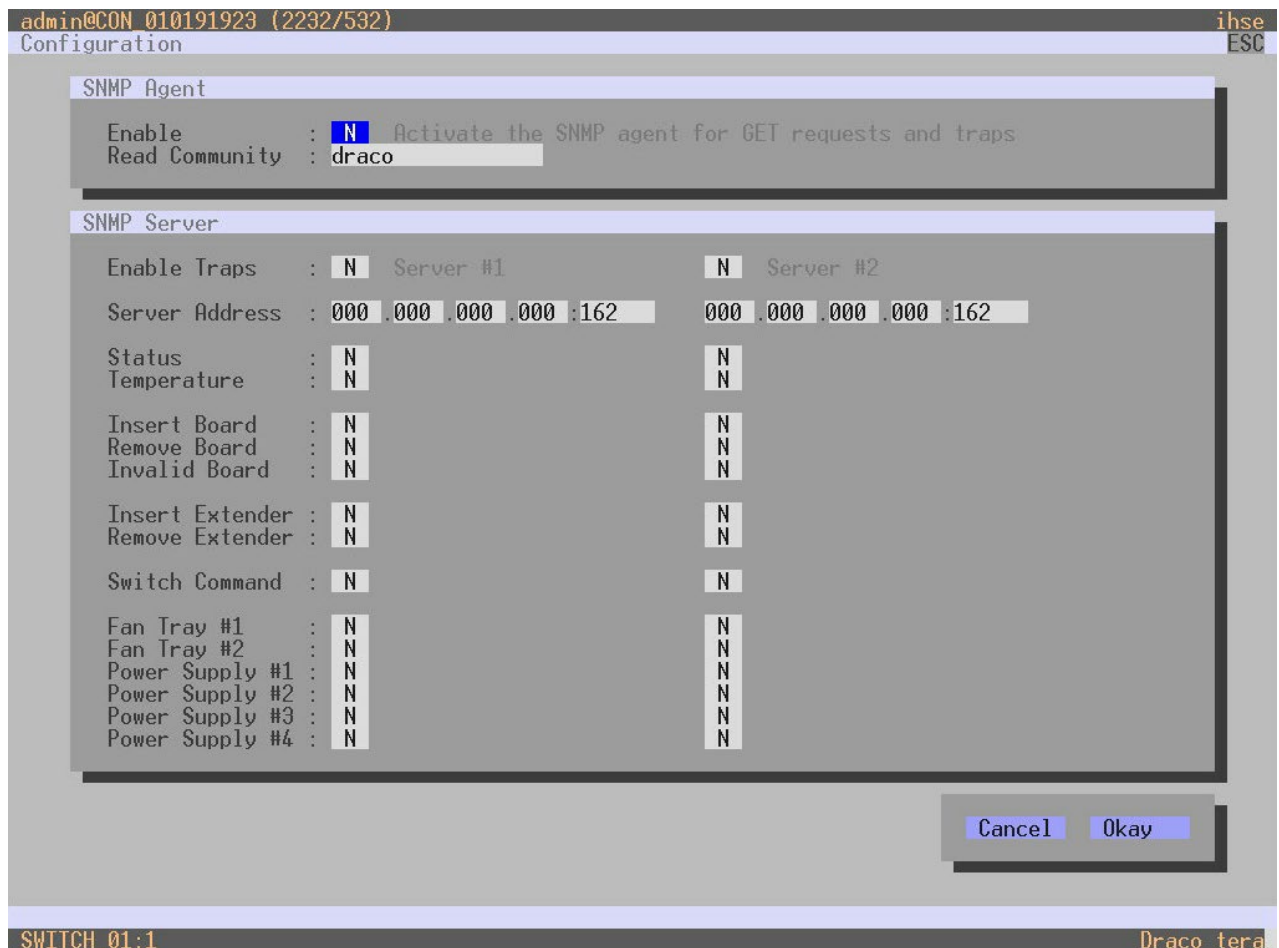 admin@CON_010191923 (2232/532) ihse
Configuration ESC
SNMP Agent
Enable : N Activate the SNMP agent for GET requests and traps
Read Community : draco
SNMP Server
Enable Traps : N Server #1 N Server #2
Server Address : 000 .000 .000 .000 :162 000 .000 .000 .000 :162
Status : N N
Temperature : N N
Insert Board : N N
Remove Board : N N
Invalid Board : N N
Insert Extender : N N
Remove Extender : N N
Switch Command : N N
Fan Tray #1 : N N
Fan Tray #2 : N N
Power Supply #1 : N N
Power Supply #2 : N N
Power Supply #3 : N N
Power Supply #4 : N N
Cancel Okay
SWITCH 01:1 Draco tera